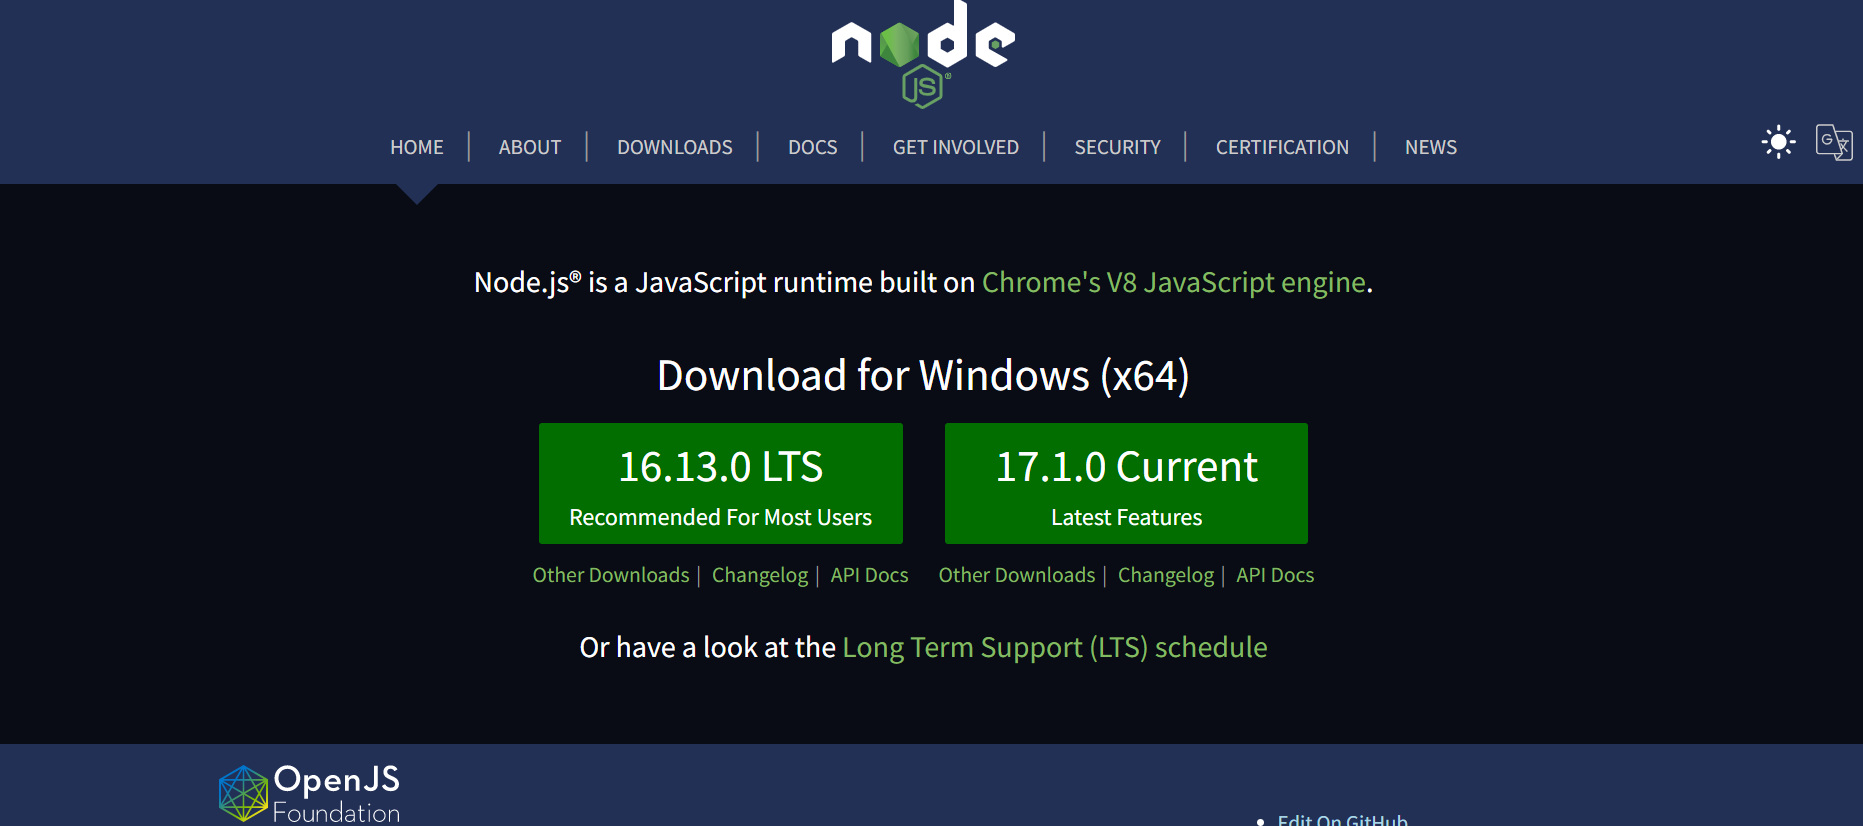 node
JS®
HOME | ABOUT | DOWNLOADS | DOCS | GET INVOLVED | SECURITY | CERTIFICATION | NEWS
G 文
Node.js® is a JavaScript runtime built on Chrome's V8 JavaScript engine.
Download for Windows (x64)
16.13.0 LTS
Recommended For Most Users
17.1.0 Current
Latest Features
Other Downloads | Changelog | API Docs
Other Downloads | Changelog | API Docs
Or have a look at the Long Term Support (LTS) schedule
OpenJS
Foundation
Edit On GitHub